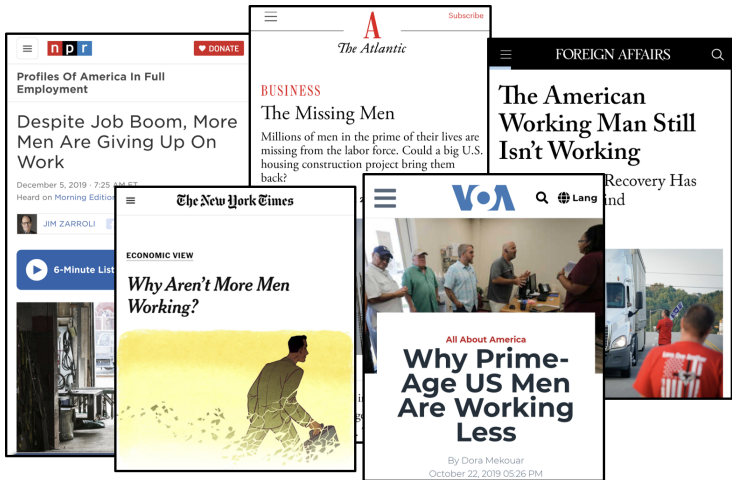 npr
DONATE
Profiles Of America In Full
Employment
Despite Job Boom, More
Men Are Giving Up On
Work
December 5, 2019 · 7:25 AM ET
Heard on Morning Edition
JIM ZARROLI
6-Minute List
Subscribe
A
The Atlantic
BUSINESS
The Missing Men
Millions of men in the prime of their lives are
missing from the labor force. Could a big U.S.
housing construction project bring them
back?
FOREIGN AFFAIRS
The American
Working Man Still
Isn't Working
Recovery Has
ind
The New York Times
ECONOMIC VIEW
Why Aren't More Men
Working?
VOA
Lang
All About America
Why Prime-
Age US Men
Are Working
Less
By Dora Mekouar
October 22, 2019 05:26 PM